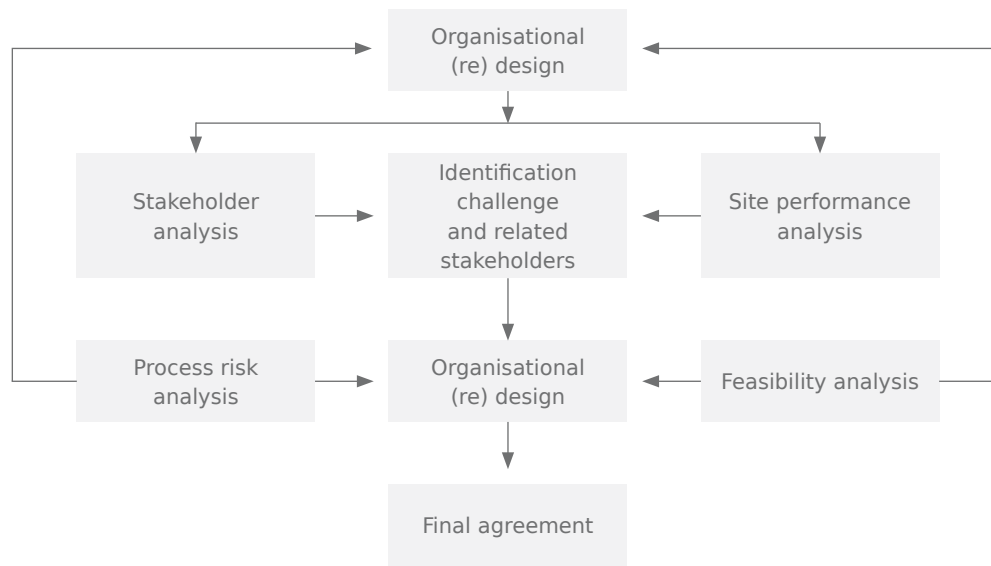 Organisational
(re) design
Stakeholder
analysis
Identification
challenge
and related
stakeholders
Site performance
analysis
Process risk
analysis
Organisational
(re) design
Feasibility analysis
Final agreement